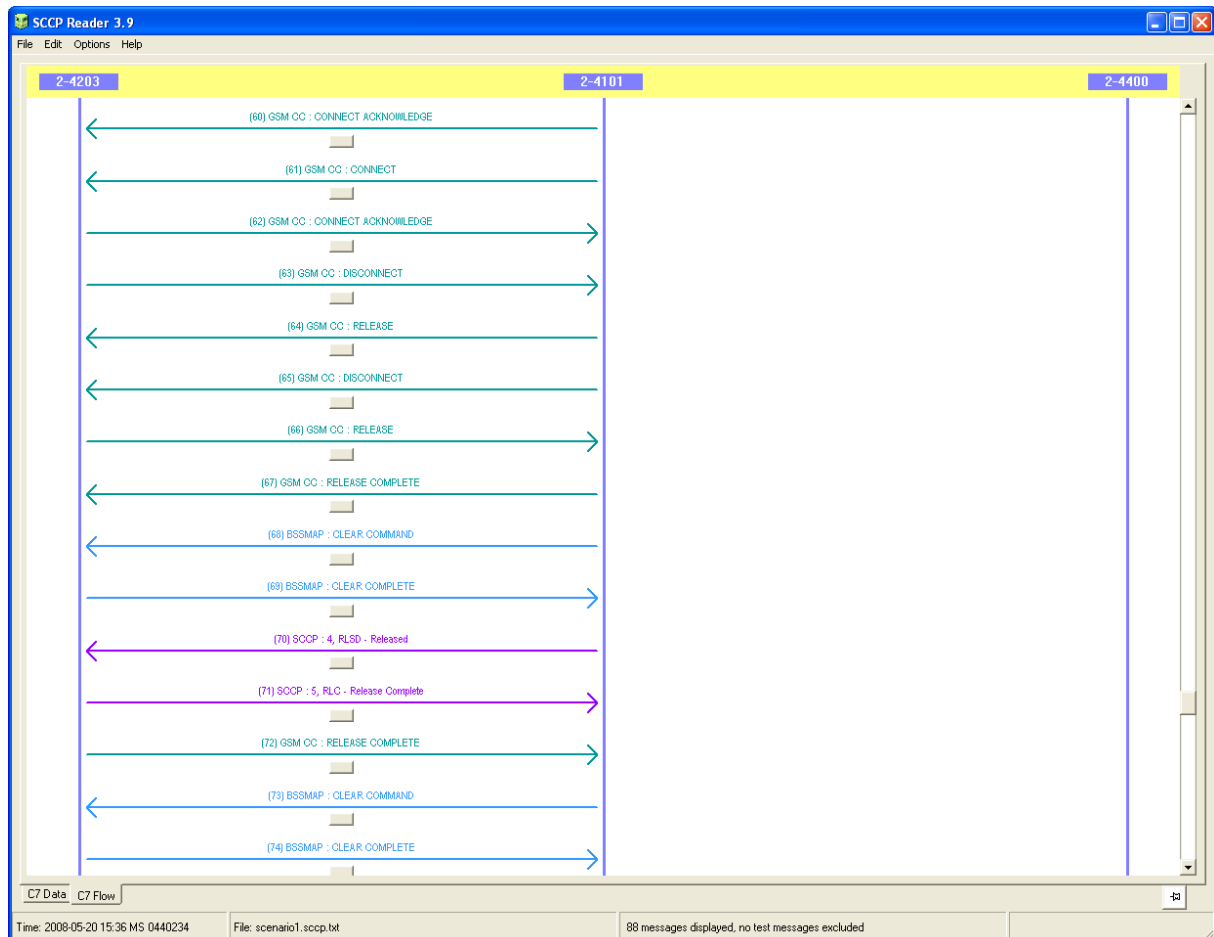 SCCP Reader 3.9
File Edit Options Help
2-4203 2-4101 2-4400
(60) GSM CC : CONNECT ACKNOWLEDGE
(61) GSM CC : CONNECT
(62) GSM CC : CONNECT ACKNOWLEDGE
(63) GSM CC : DISCONNECT
(64) GSM CC : RELEASE
(65) GSM CC : DISCONNECT
(66) GSM CC : RELEASE
(67) GSM CC : RELEASE COMPLETE
(68) BSSMAP : CLEAR COMMAND
(69) BSSMAP : CLEAR COMPLETE
(70) SCCP : 4, RLSD - Released
(71) SCCP : 5, RLC - Release Complete
(72) GSM CC : RELEASE COMPLETE
(73) BSSMAP : CLEAR COMMAND
(74) BSSMAP : CLEAR COMPLETE
C7 Data C7 Flow
Time: 2008-05-20 15:36 MS 0440234 File: scenario1.sccp.txt 88 messages displayed, no test messages excluded